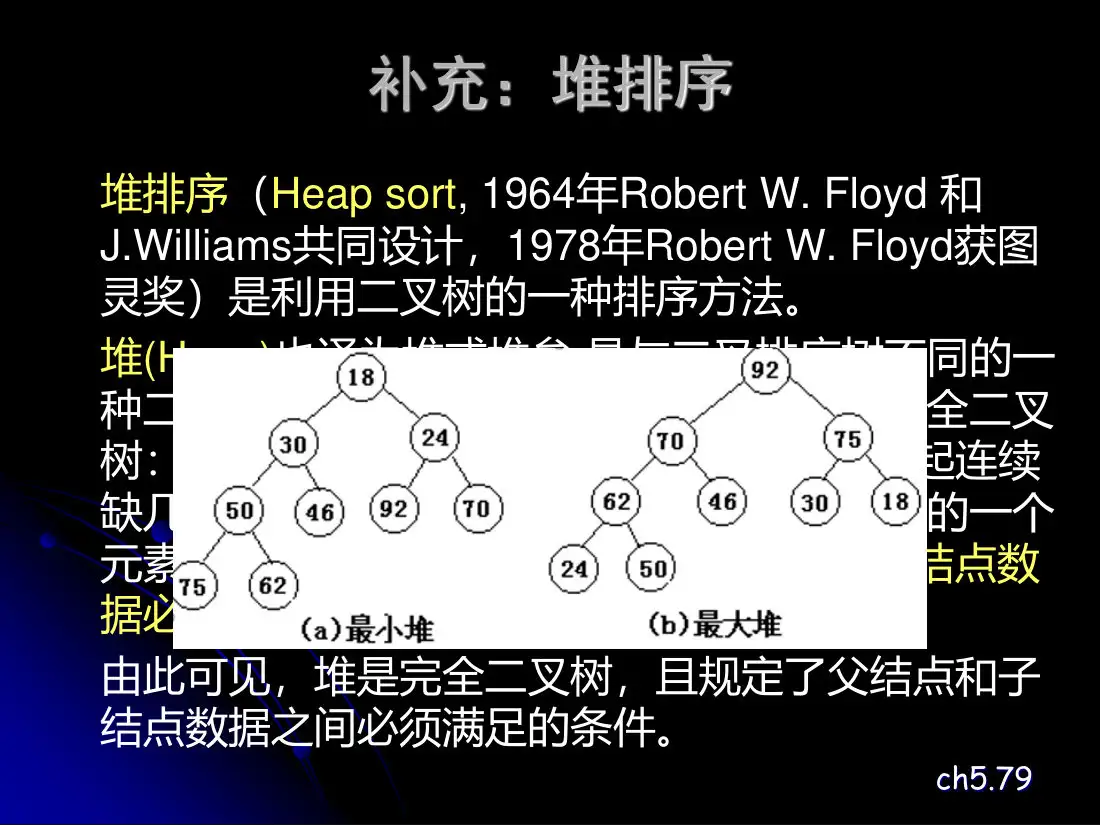 补充：堆排序
堆排序（Heap sort, 1964年Robert W. Floyd 和
J.Williams共同设计，1978年Robert W. Floyd获图
灵奖）是利用二叉树的一种排序方法。
堆(H
同的一
种二
全二叉
树：
起连续
缺几
的一个
元素
结点数
据必
18
30 24
50 46 92 70
75 62
(a)最小堆
92
70 75
62 46 30 18
24 50
(b)最大堆
由此可见，堆是完全二叉树，且规定了父结点和子
结点数据之间必须满足的条件。
ch5.79